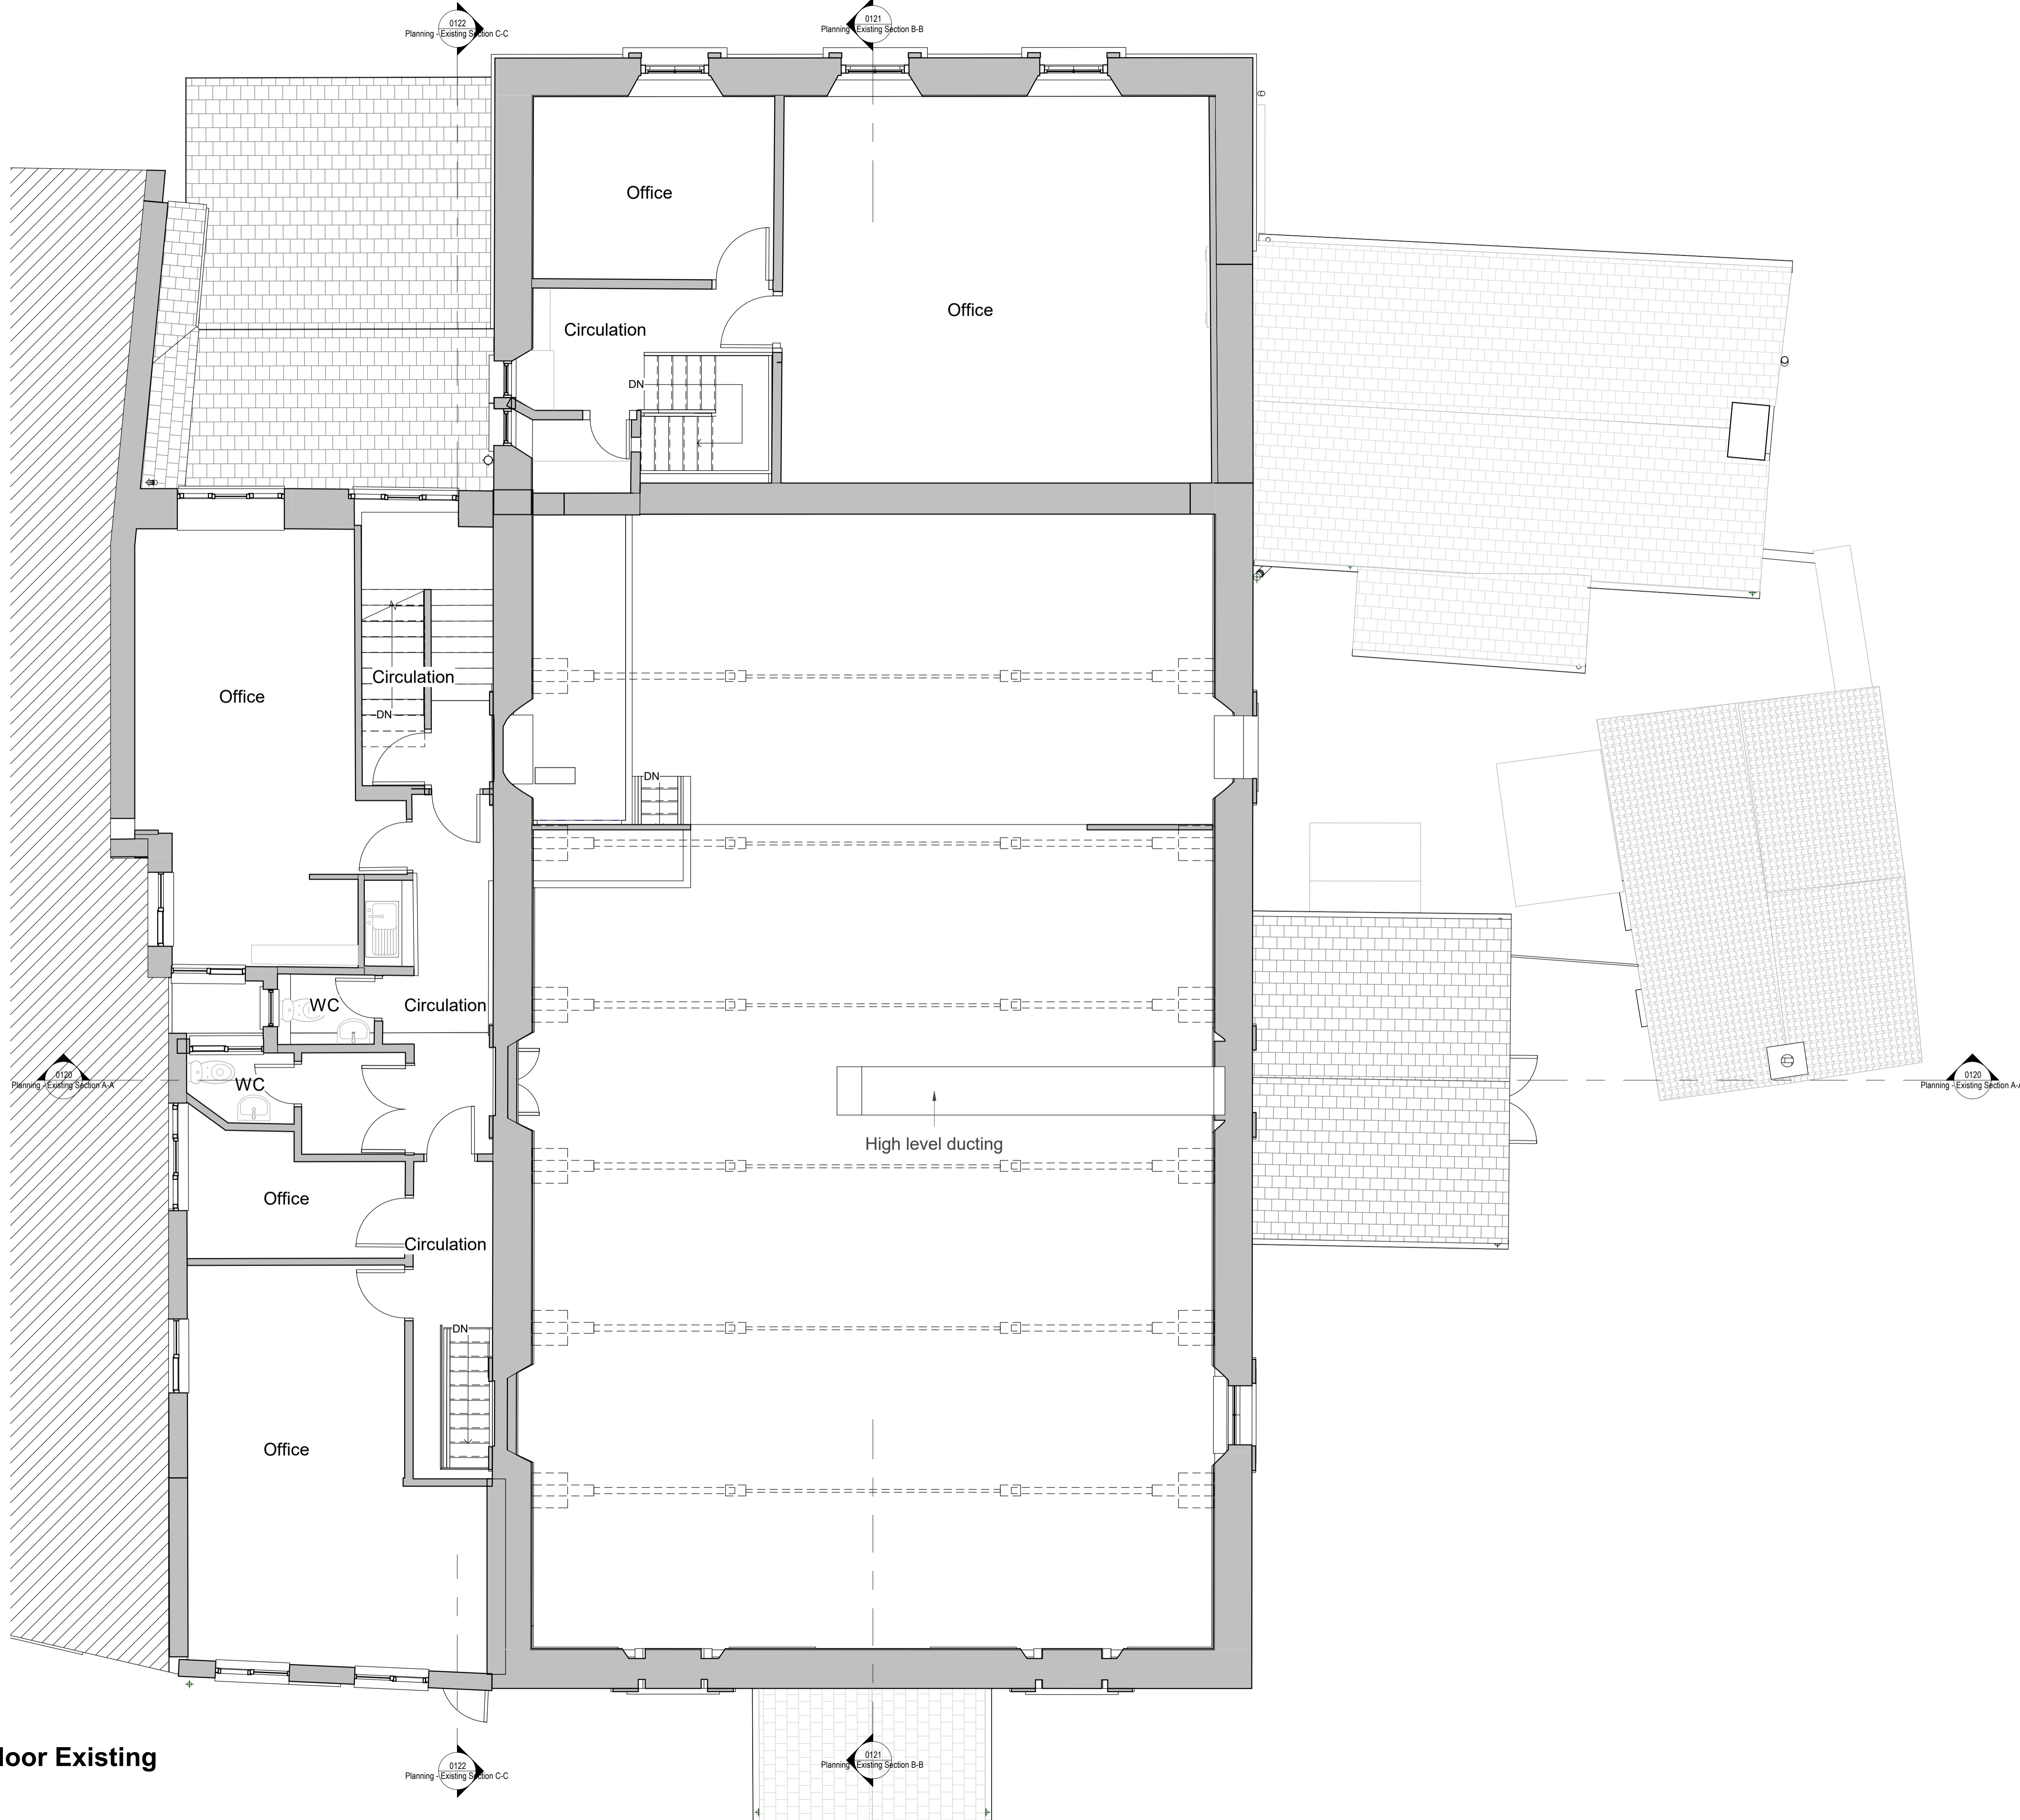 0122
Planning - Existing Section C-C
0121
Planning - Existing Section B-B
Office
Office
Circulation
DN
Office
Circulation
DN
DN
WC
Circulation
0120
Planning - Existing Section A-A
WC
0120
Planning - Existing Section A-A
High level ducting
Office
Circulation
DN
Office
loor Existing
0122
Planning - Existing Section C-C
0121
Planning - Existing Section B-B